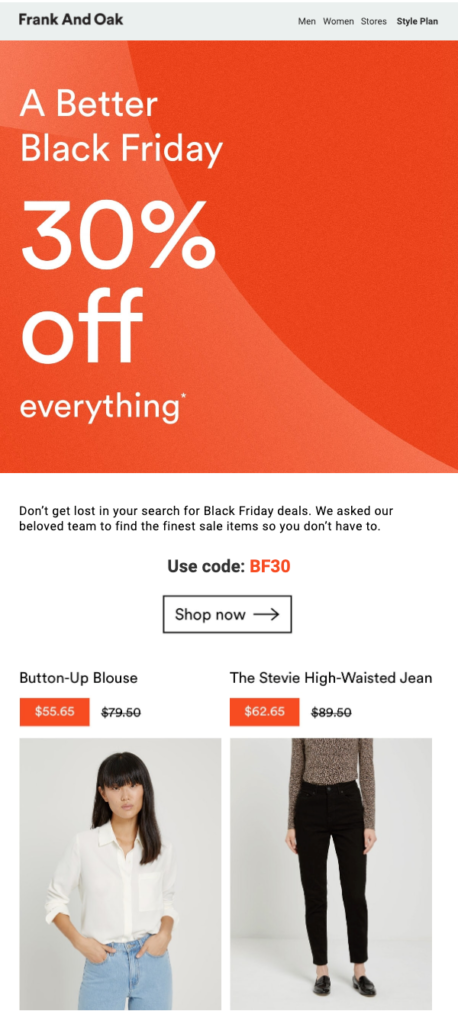 Frank And Oak
Men Women Stores Style Plan
A Better
Black Friday
30%
off
everything*
Don't get lost in your search for Black Friday deals. We asked our
beloved team to find the finest sale items so you don't have to.
Use code: BF30
Shop now →
Button-Up Blouse
$55.65 $79.50
The Stevie High-Waisted Jean
$62.65 $89.50